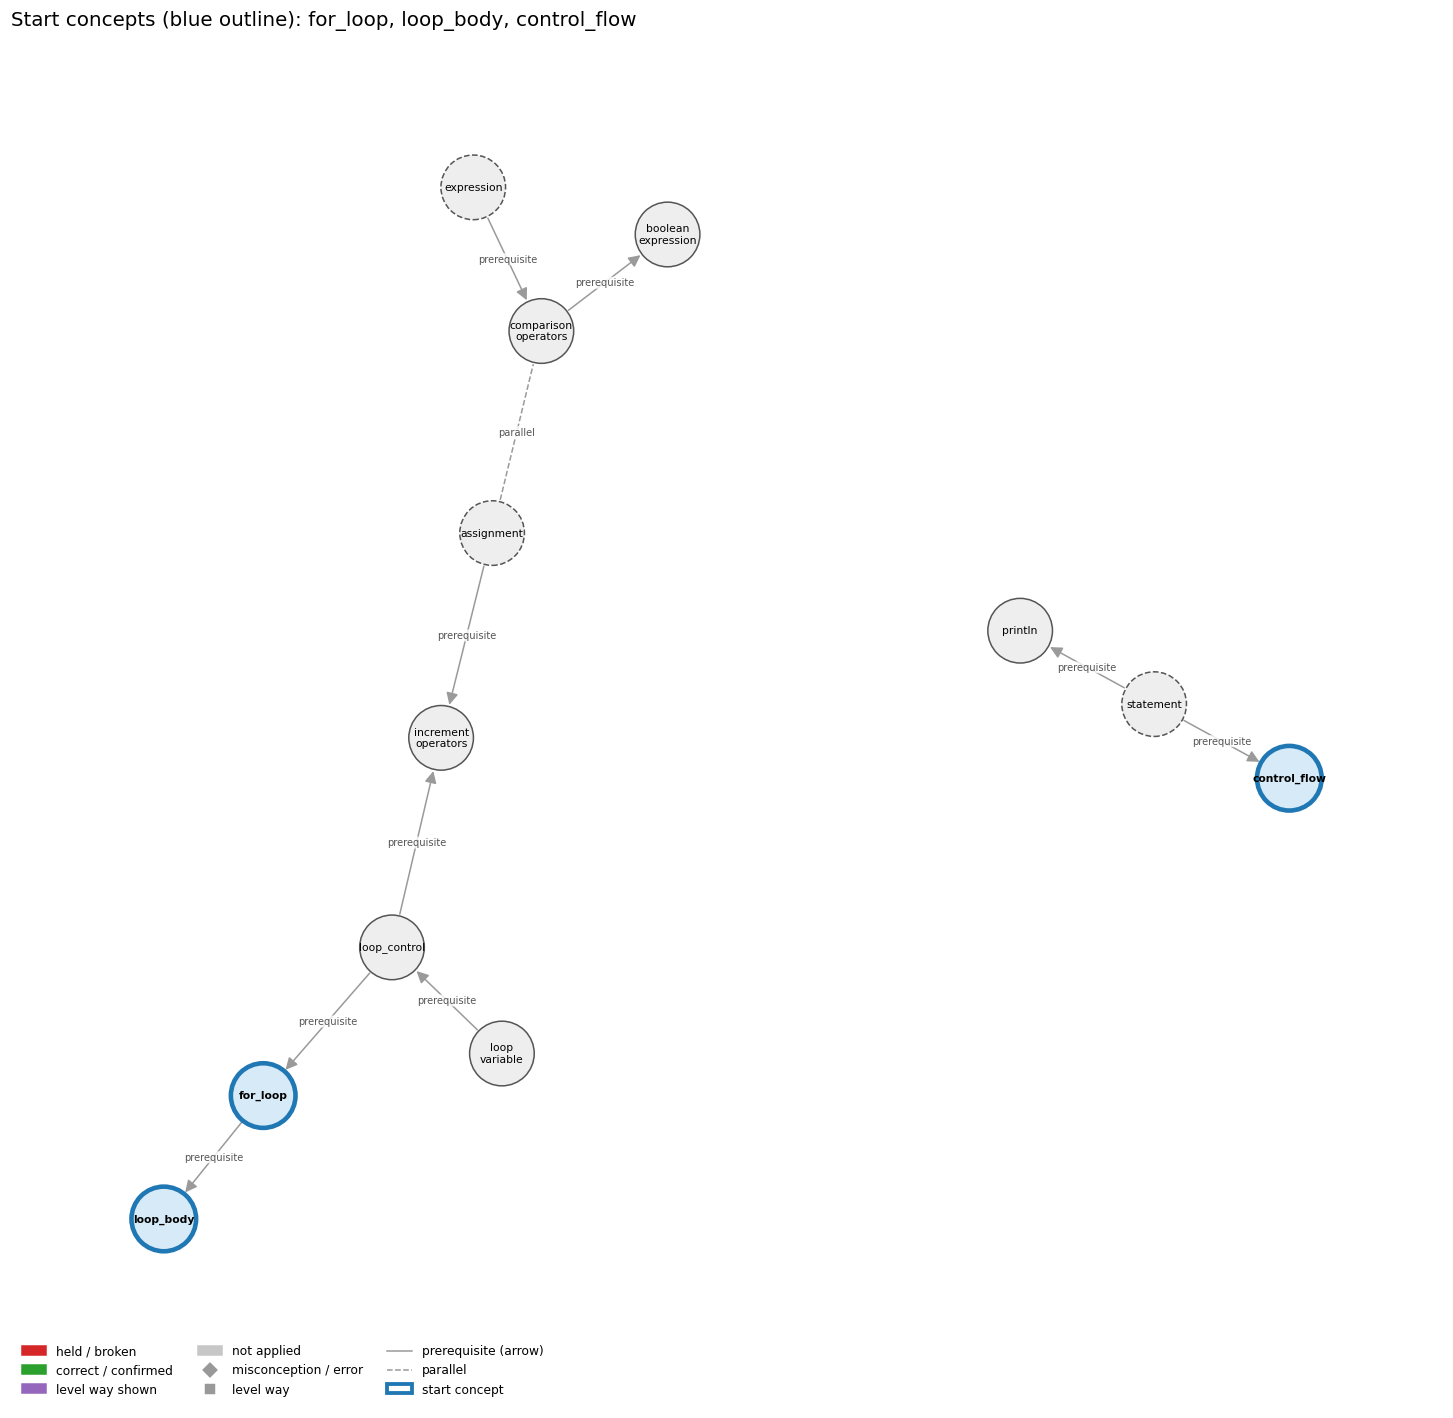 Start concepts (blue outline): for_loop, loop_body, control_flow
expression
boolean
expression
prerequisite
prerequisite
comparison
operators
parallel
assignment
prerequisite
println
prerequisite
statement
increment
operators
prerequisite
control_flow
prerequisite
loop_control
prerequisite
prerequisite
loop
variable
for_loop
prerequisite
loop_body
held / broken
correct / confirmed
level way shown
not applied
misconception / error
level way
prerequisite (arrow)
parallel
start concept